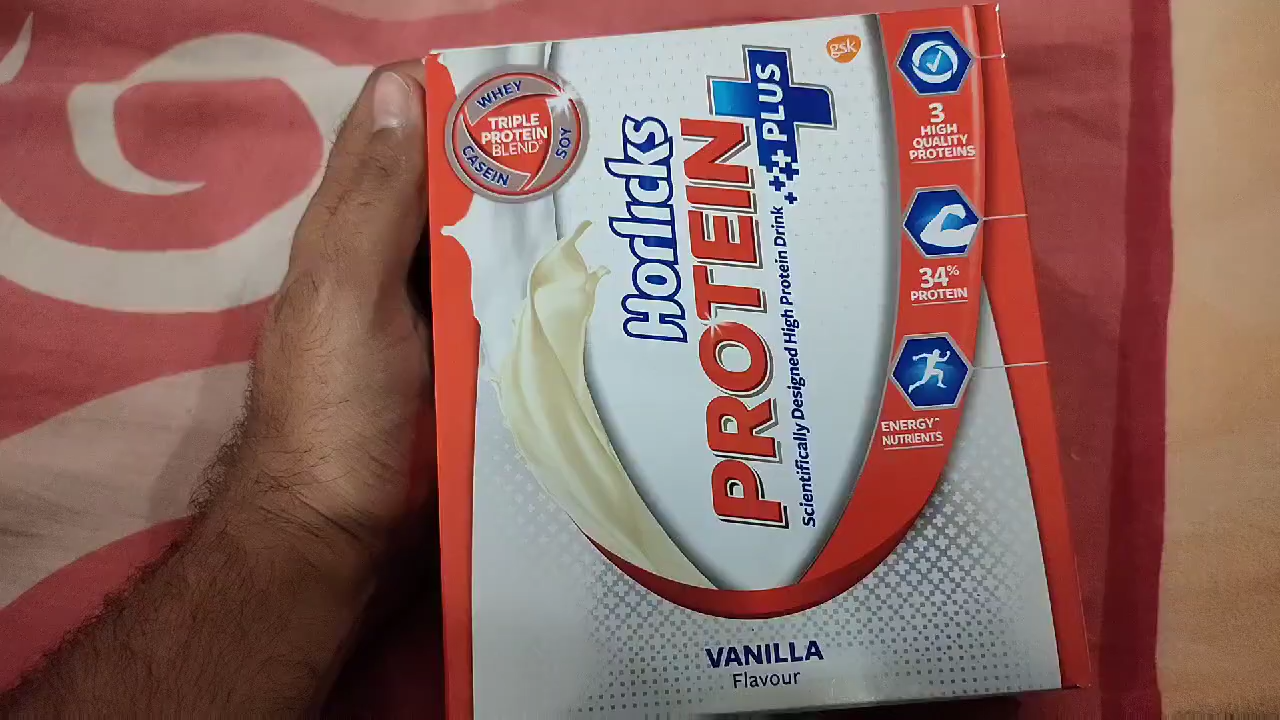 gsk
WHEY
SOY
CASEIN
TRIPLE
PROTEIN
BLEND
Horlicks
PROTEIN
PLUS
Scientifically Designed High Protein Drink
3
HIGH
QUALITY
PROTEINS
34%
PROTEIN
ENERGY
NUTRIENTS
VANILLA
Flavour